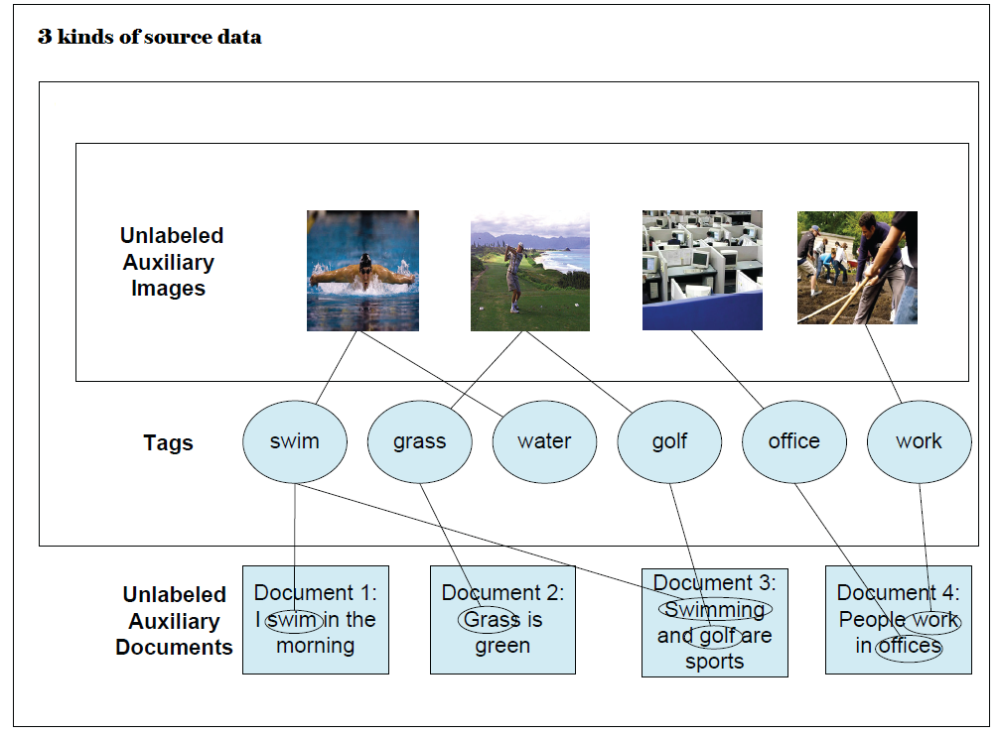 3 kinds of source data
Unlabeled
Auxiliary
Images
Tags
swim
grass
water
golf
office
work
Unlabeled
Auxiliary
Documents
Document 1:
I swim in the
morning
Document 2:
Grass is
green
Document 3:
Swimming
and golf are
sports
Document 4:
People work
in offices